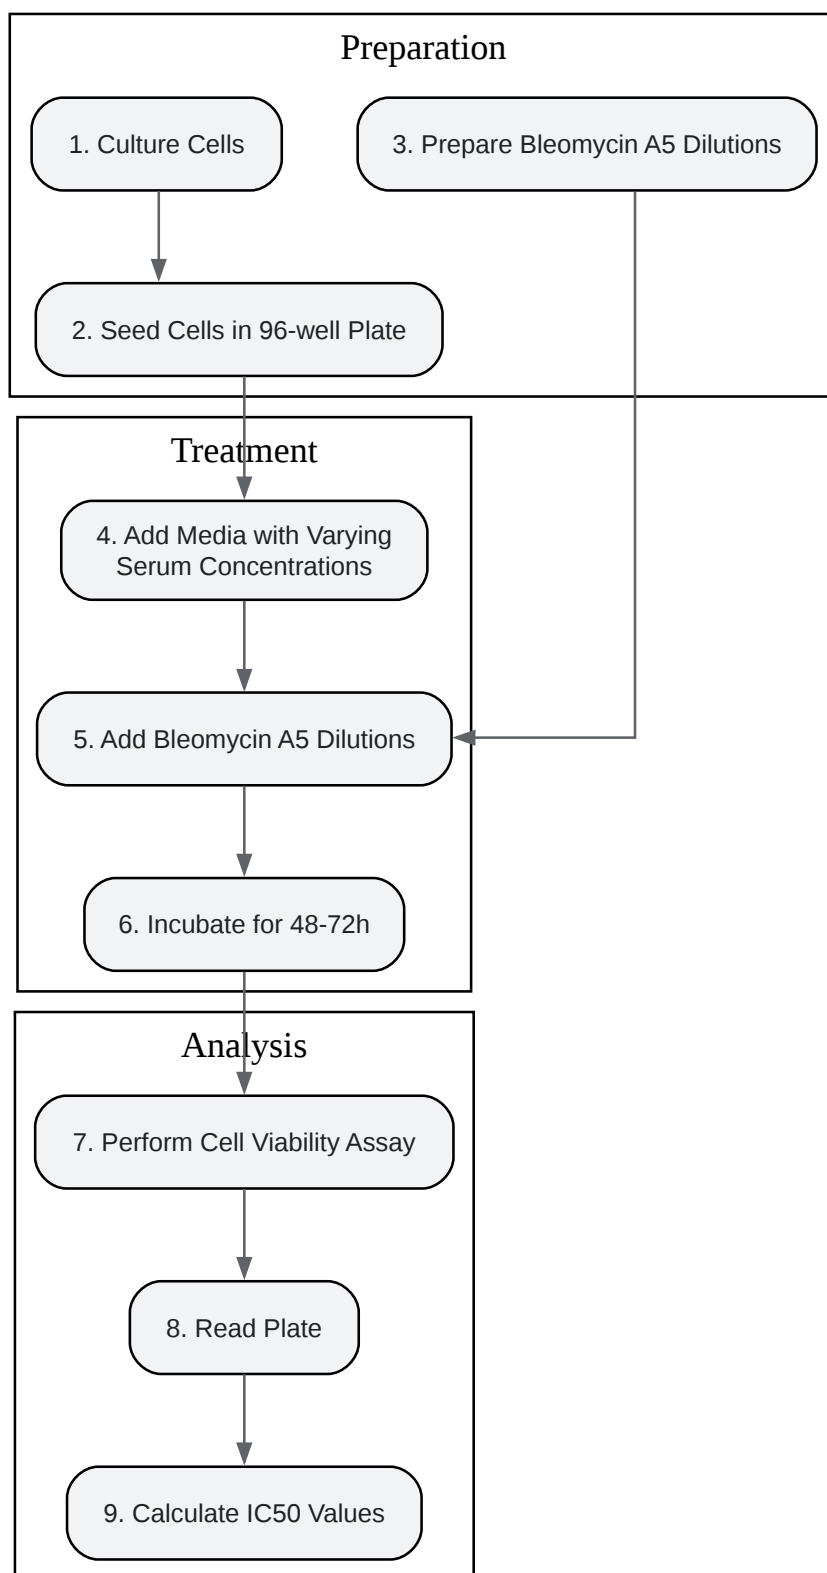 Preparation
1. Culture Cells
3. Prepare Bleomycin A5 Dilutions
2. Seed Cells in 96-well Plate
Treatment
4. Add Media with Varying
Serum Concentrations
5. Add Bleomycin A5 Dilutions
6. Incubate for 48-72h
Analysis
7. Perform Cell Viability Assay
8. Read Plate
9. Calculate IC50 Values